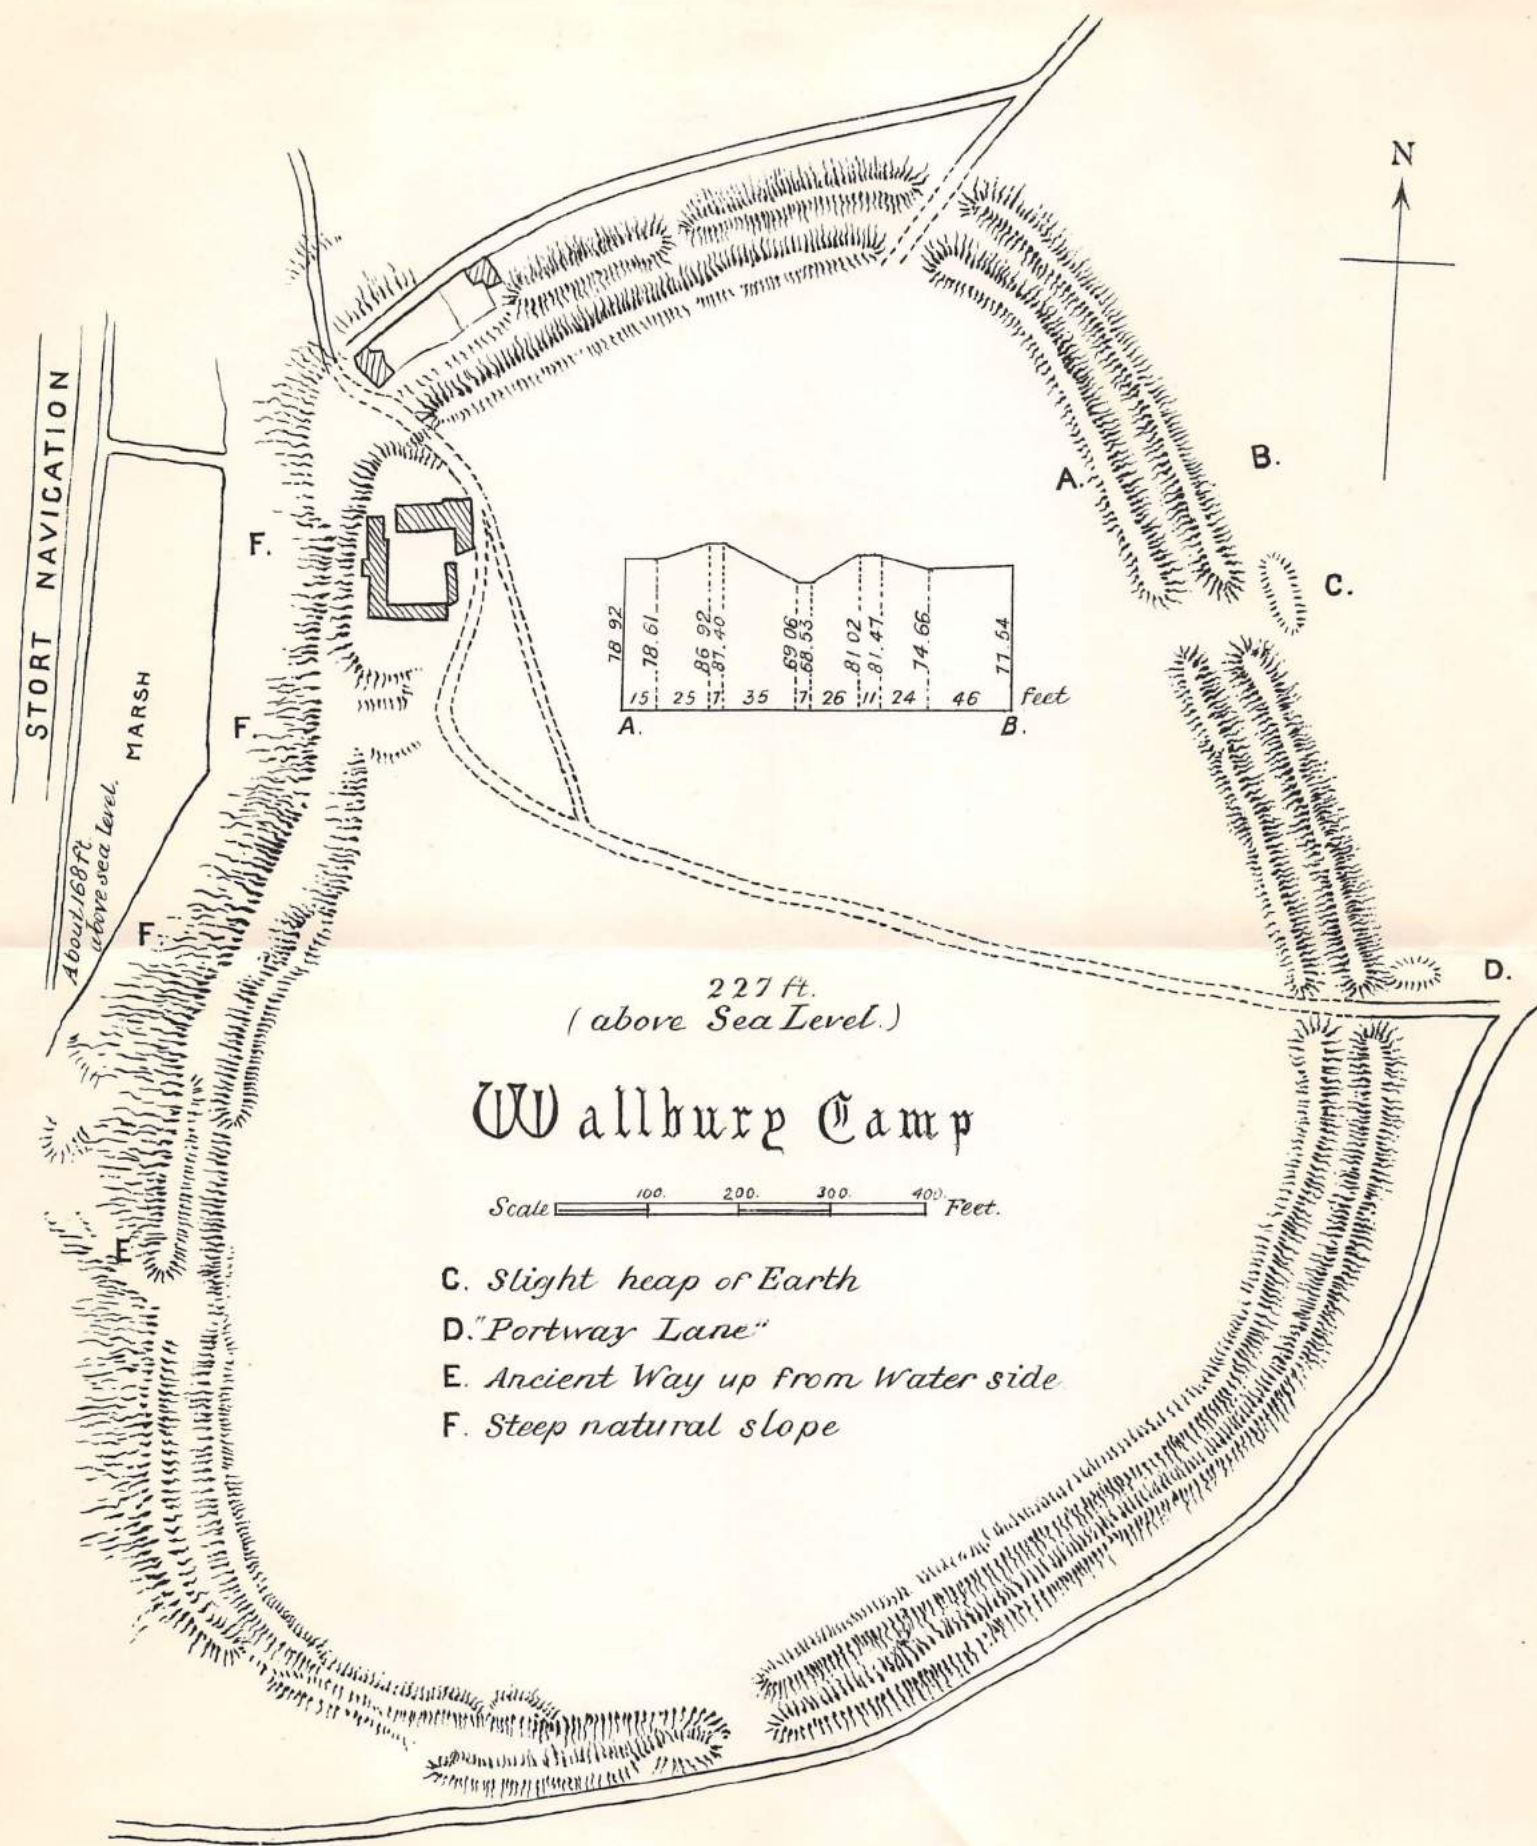 N
STORT NAVIGATION
MARSH
About 168 ft.
above sea level.
F.
F.
F.
E
A.
B.
C.
D.
78 92
78.61
86 92
87.40
69 06
68.53
81 02
81.47
74.66
77.54
15 25 7 35 7 26 11 24 46 feet
A. B.
227 ft.
(above Sea Level.)
Wallbury Camp
Scale 100. 200. 300. 400. Feet.
C. Slight heap of Earth
D. "Portway Lane"
E. Ancient Way up from Water side
F. Steep natural slope